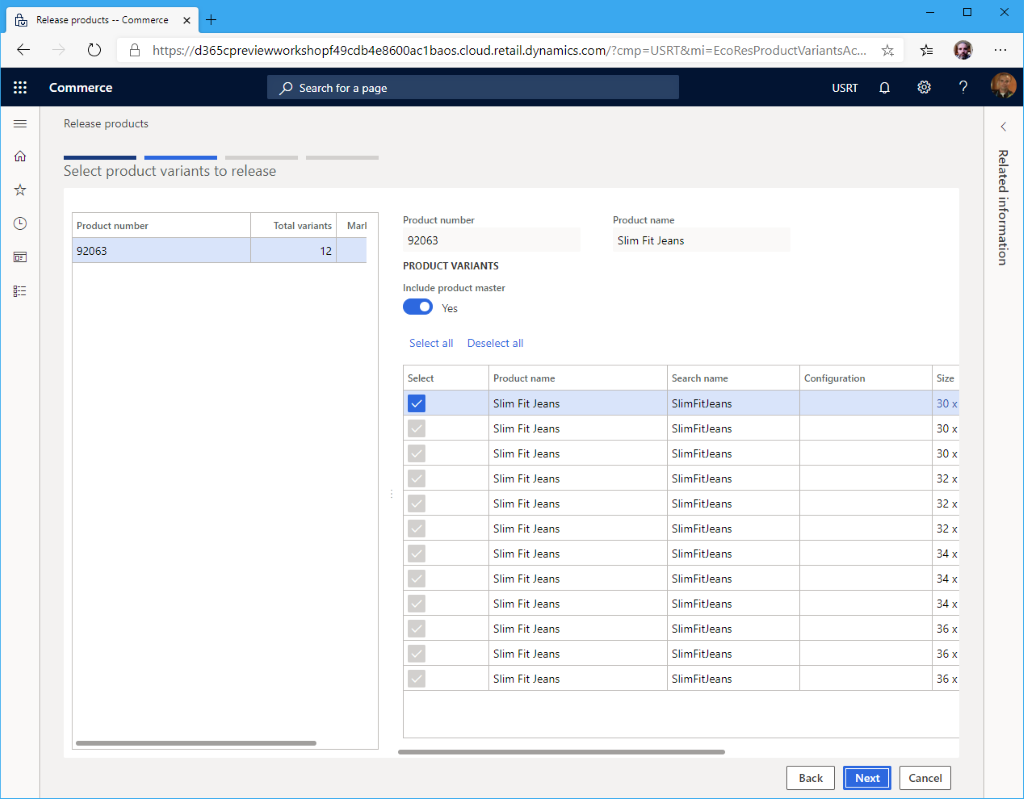 Release products -- Commerce
https://d365cpreviewworkshopf49cdb4e8600ac1baos.cloud.retail.dynamics.com/?cmp=USRT&mi=EcoResProductVariantsAc...
Commerce
Search for a page
USRT
?
Release products
Related information
Select product variants to release
Product number Total variants Marl
92063 12
Product number Product name
92063 Slim Fit Jeans
PRODUCT VARIANTS
Include product master
Yes
Select all Deselect all
Select Product name Search name Configuration Size
Slim Fit Jeans SlimFitJeans 30 x
Slim Fit Jeans SlimFitJeans 30 x
Slim Fit Jeans SlimFitJeans 30 x
Slim Fit Jeans SlimFitJeans 32 x
Slim Fit Jeans SlimFitJeans 32 x
Slim Fit Jeans SlimFitJeans 32 x
Slim Fit Jeans SlimFitJeans 34 x
Slim Fit Jeans SlimFitJeans 34 x
Slim Fit Jeans SlimFitJeans 34 x
Slim Fit Jeans SlimFitJeans 36 x
Slim Fit Jeans SlimFitJeans 36 x
Slim Fit Jeans SlimFitJeans 36 x
Back Next Cancel